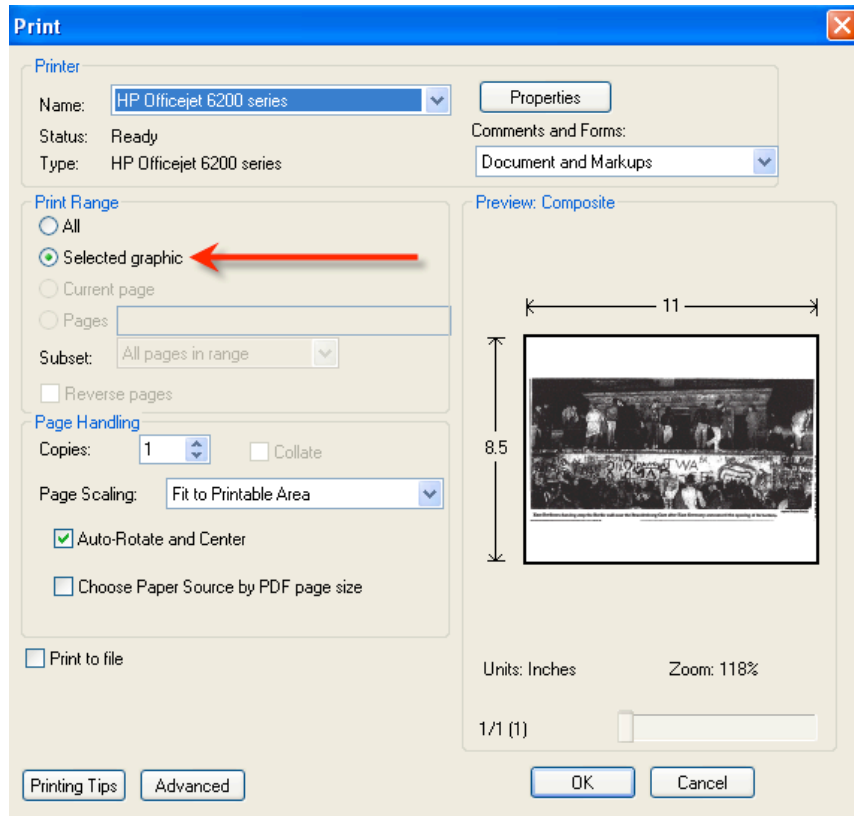 Print
Printer
Name: HP Officejet 6200 series
Properties
Status: Ready
Comments and Forms:
Type: HP Officejet 6200 series
Document and Markups
Print Range
All
Selected graphic
Current page
Pages
Subset: All pages in range
Reverse pages
Page Handling
Copies: 1 Collate
Page Scaling: Fit to Printable Area
Auto-Rotate and Center
Choose Paper Source by PDF page size
Print to file
Preview: Composite
11
8.5
TWA
Units: Inches Zoom: 118%
1/1 (1)
Printing Tips Advanced
OK Cancel